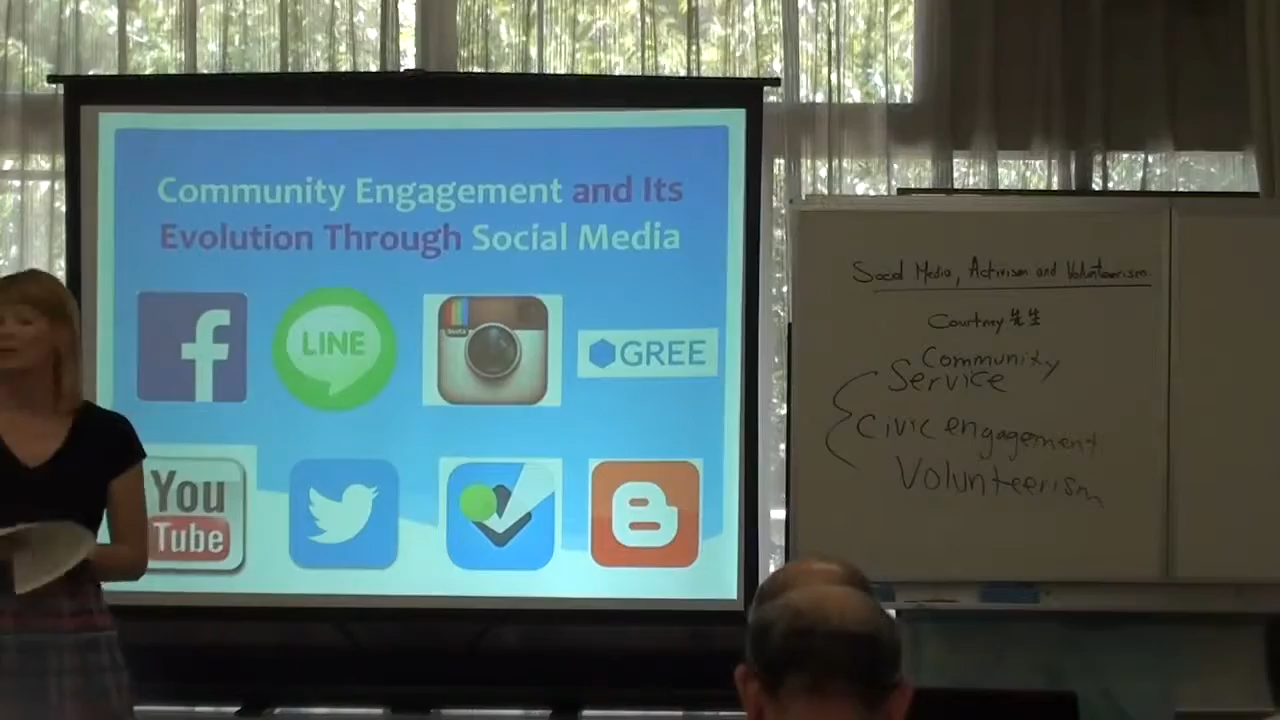 Community Engagement and Its
Evolution Through Social Media
f
LINE
Insta
GREE
You
Tube
B
Social Media, Activism and Volunteerism
Courtney 先生
Community
Service
Civic engagement
Volunteerism